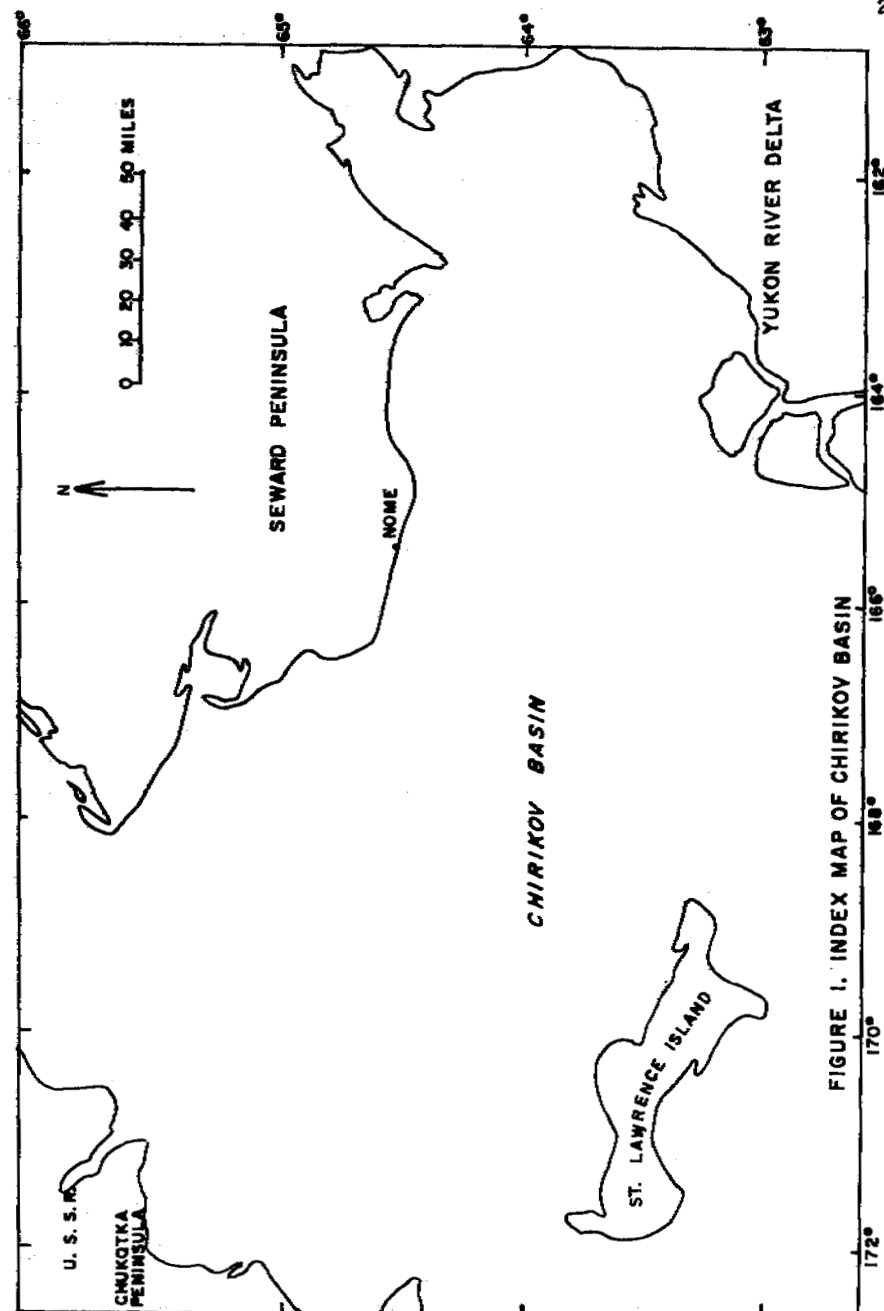 66°
65°
64°
63°
N
0 10 20 30 40 50 MILES
U. S. S. R.
CHUKOTKA
PENINSULA
SEWARD PENINSULA
NOME
CHIRIKOV BASIN
ST. LAWRENCE ISLAND
YUKON RIVER DELTA
172°
170°
168°
166°
164°
162°
FIGURE 1. INDEX MAP OF CHIRIKOV BASIN